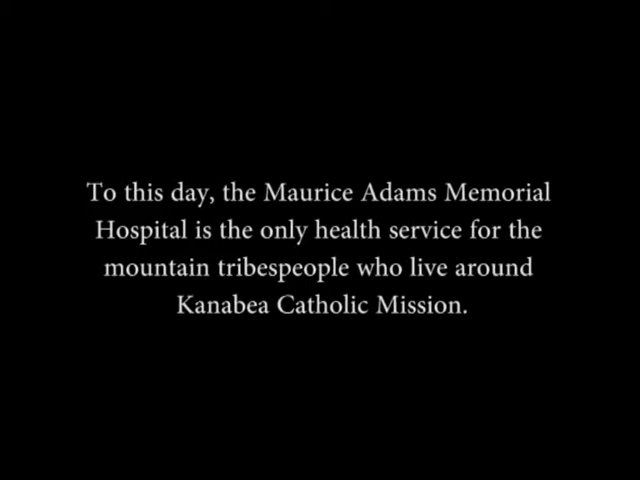 To this day, the Maurice Adams Memorial
Hospital is the only health service for the
mountain tribespeople who live around
Kanabea Catholic Mission.